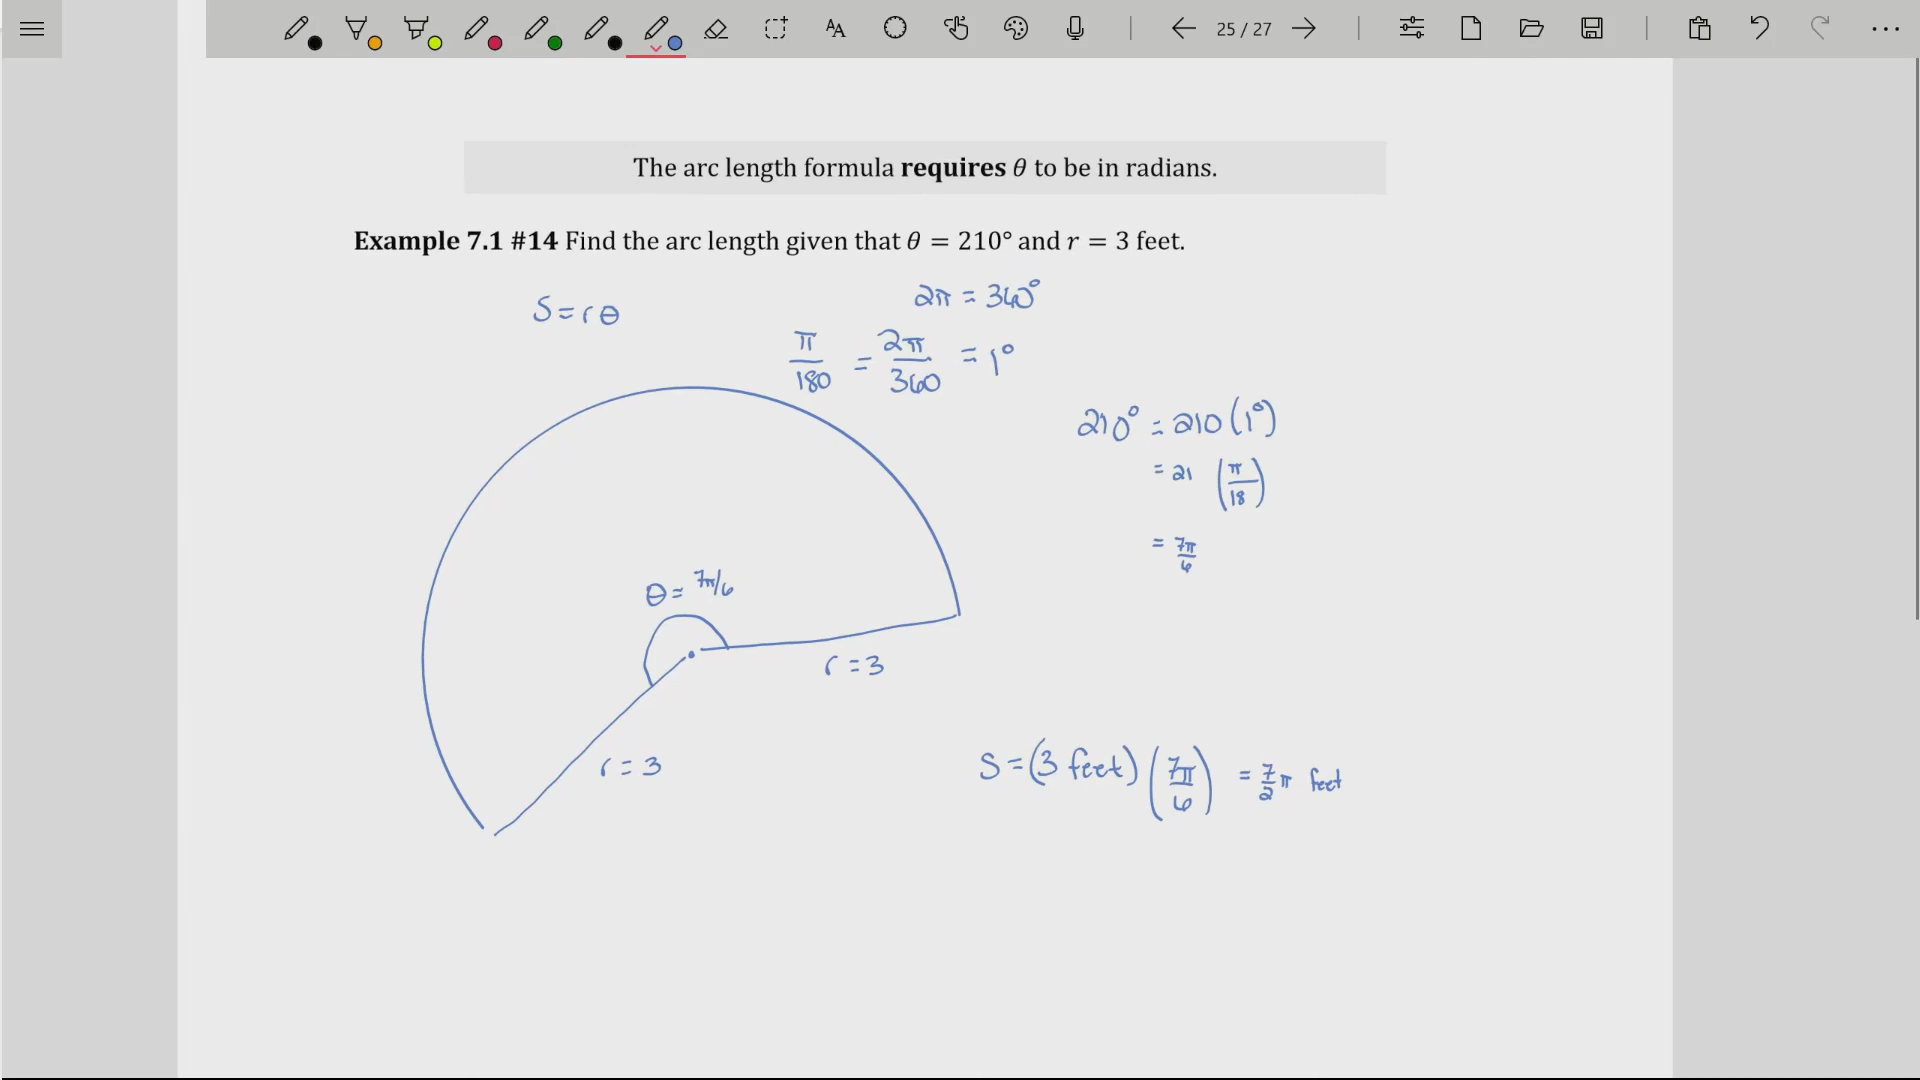 25 / 27
The arc length formula requires θ to be in radians.
Example 7.1 #14 Find the arc length given that θ = 210° and r = 3 feet.
S = rθ
2π = 360°
π/180 = 2π/360 = 1°
210° = 210 (1°)
= 21 (π/18)
= 7π/6
θ = 7π/6
r = 3
r = 3
S = (3 feet) (7π/6) = 7/2 π feet